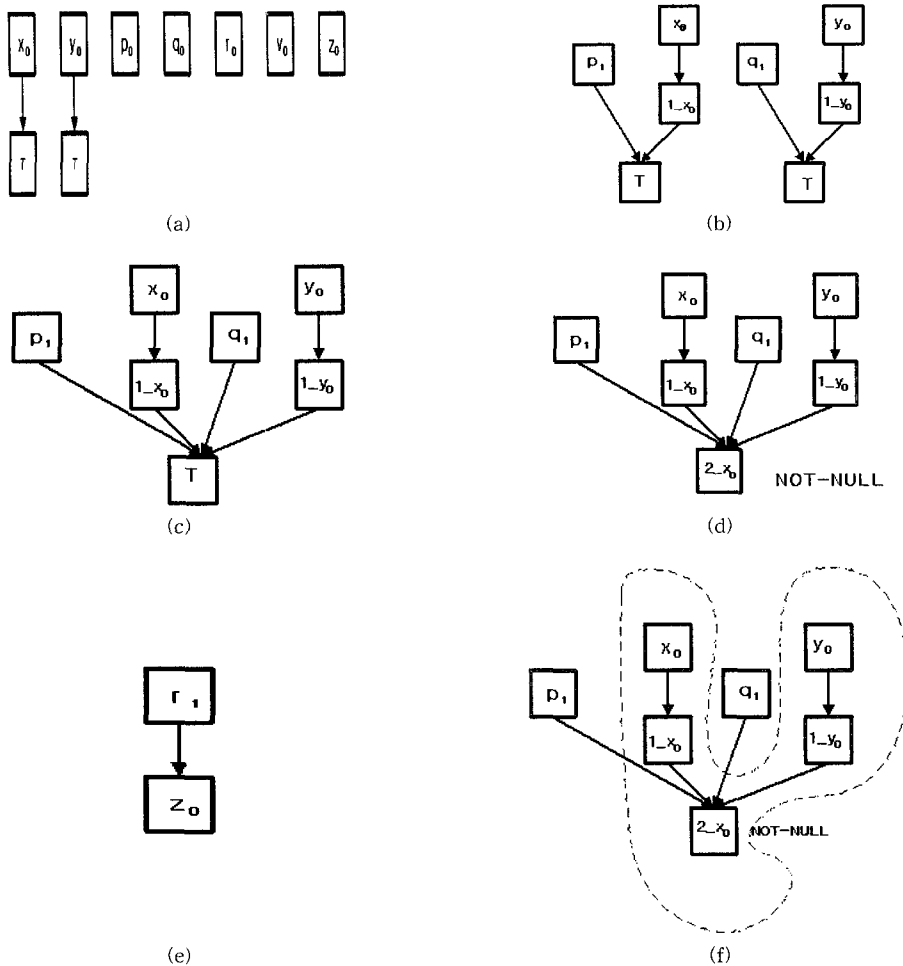 x₀ y₀ p₀ q₀ r₀ v₀ z₀
T T
(a)
x₀ y₀
p₁ q₁
1_x₀ 1_y₀
T T
(b)
x₀ y₀
p₁ q₁
1_x₀ 1_y₀
T
(c)
x₀ y₀
p₁ q₁
1_x₀ 1_y₀
2_x₀ NOT-NULL
(d)
r₁
z₀
(e)
x₀ y₀
p₁ q₁
1_x₀ 1_y₀
2_x₀ NOT-NULL
(f)